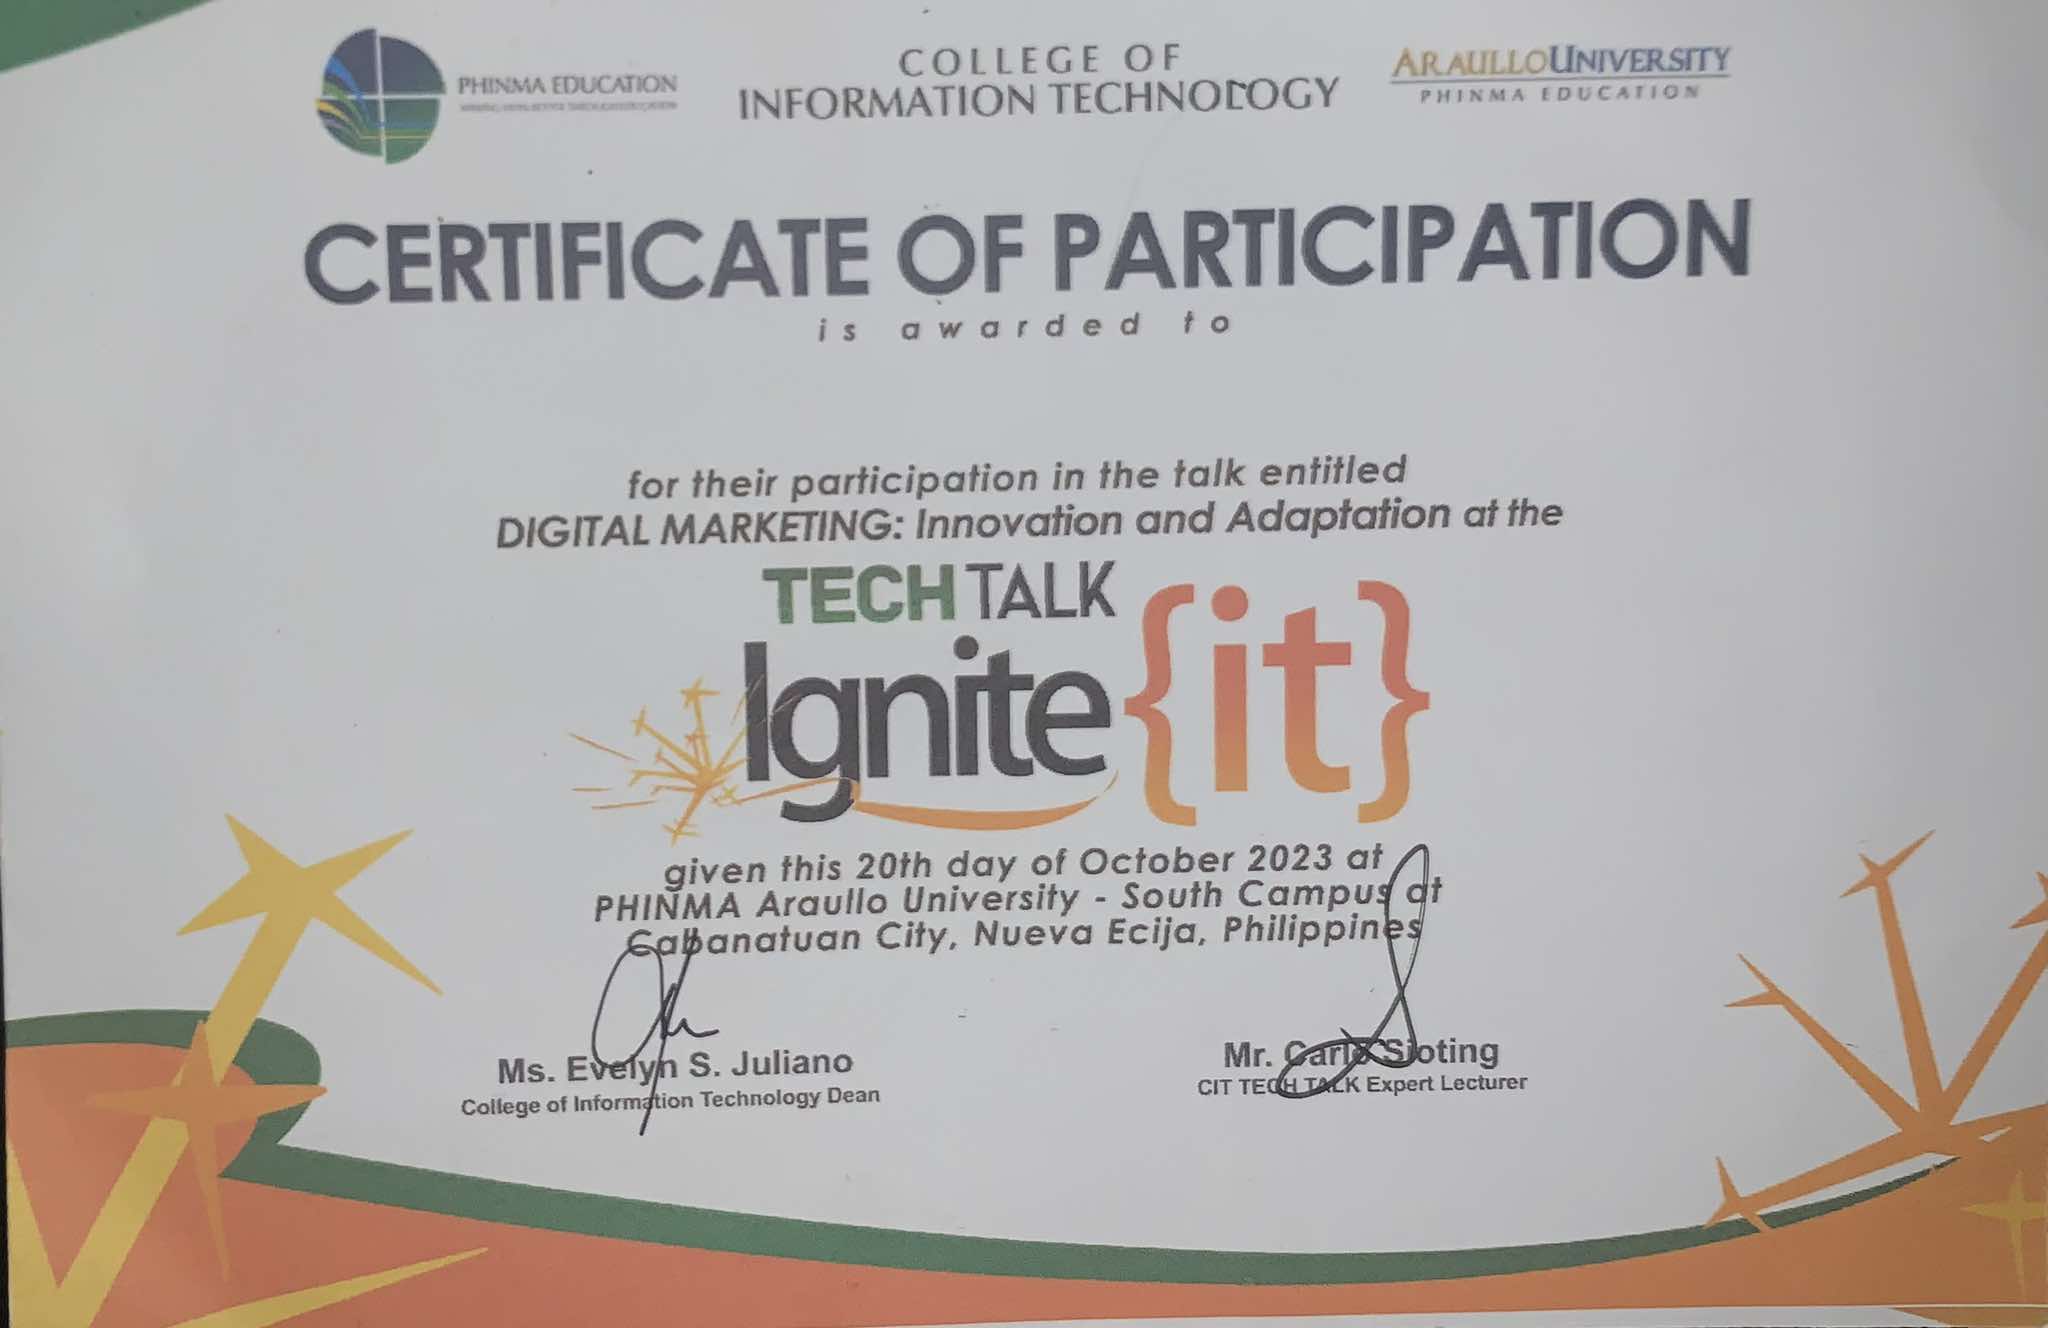 PHINMA EDUCATION
COLLEGE OF
INFORMATION TECHNOLOGY
ARAULLO UNIVERSITY
PHINMA EDUCATION
CERTIFICATE OF PARTICIPATION
is awarded to
for their participation in the talk entitled
DIGITAL MARKETING: Innovation and Adaptation at the
TECH TALK
Ignite {it}
given this 20th day of October 2023 at
PHINMA Araullo University - South Campus at
Cabanatuan City, Nueva Ecija, Philippines
Ms. Evelyn S. Juliano
College of Information Technology Dean
Mr. Carlo Sioting
CIT TECH TALK Expert Lecturer